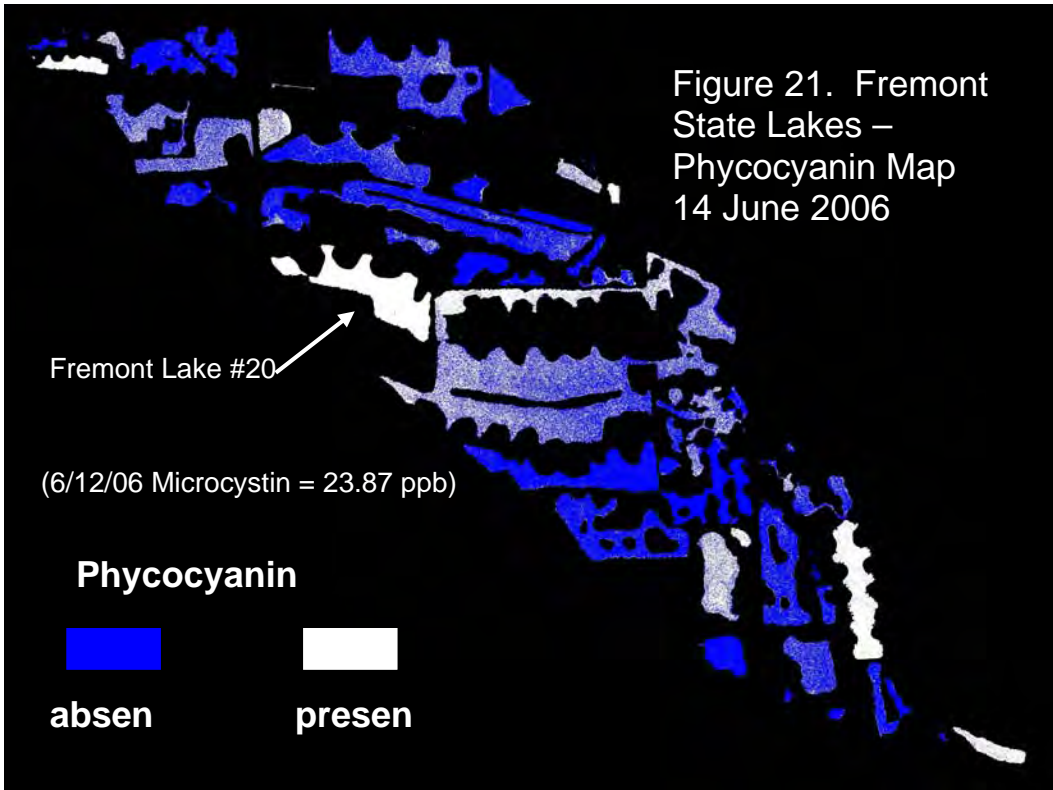 Figure 21. Fremont
State Lakes –
Phycocyanin Map
14 June 2006
Fremont Lake #20
(6/12/06 Microcystin = 23.87 ppb)
Phycocyanin
absen
presen